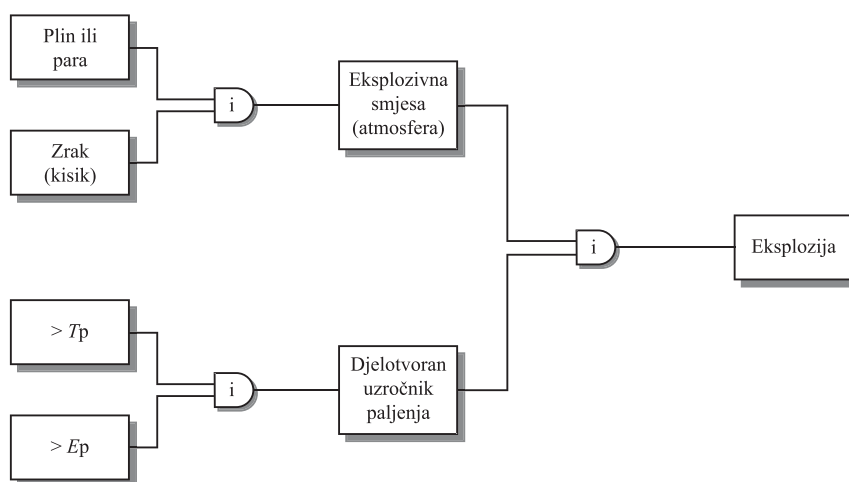 Plin ili
para
i
Zrak
(kisik)
Eksplozivna
smjesa
(atmosfera)
i
Eksplozija
> Tp
i
> Ep
Djelotvoran
uzročnik
paljenja